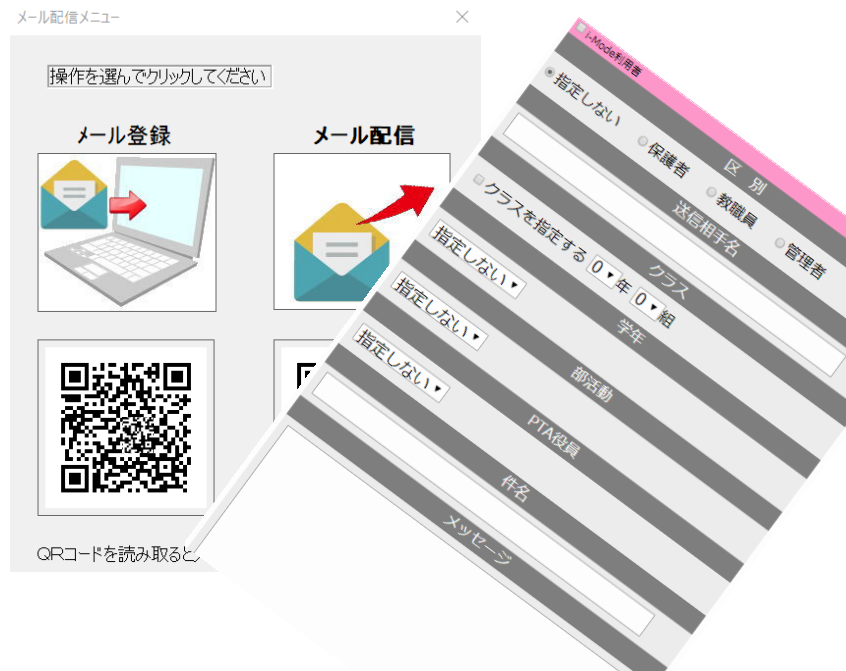 メール配信メニュー
操作を選んでクリックしてください
メール登録
メール配信
QRコードを読み取ると
i-Mode利用者
区 別
指定しない
保護者
教職員
管理者
送信相手名
クラス
クラスを指定する 0 年 0 組
学年
指定しない
部活動
指定しない
PTA役員
指定しない
件名
メッセージ